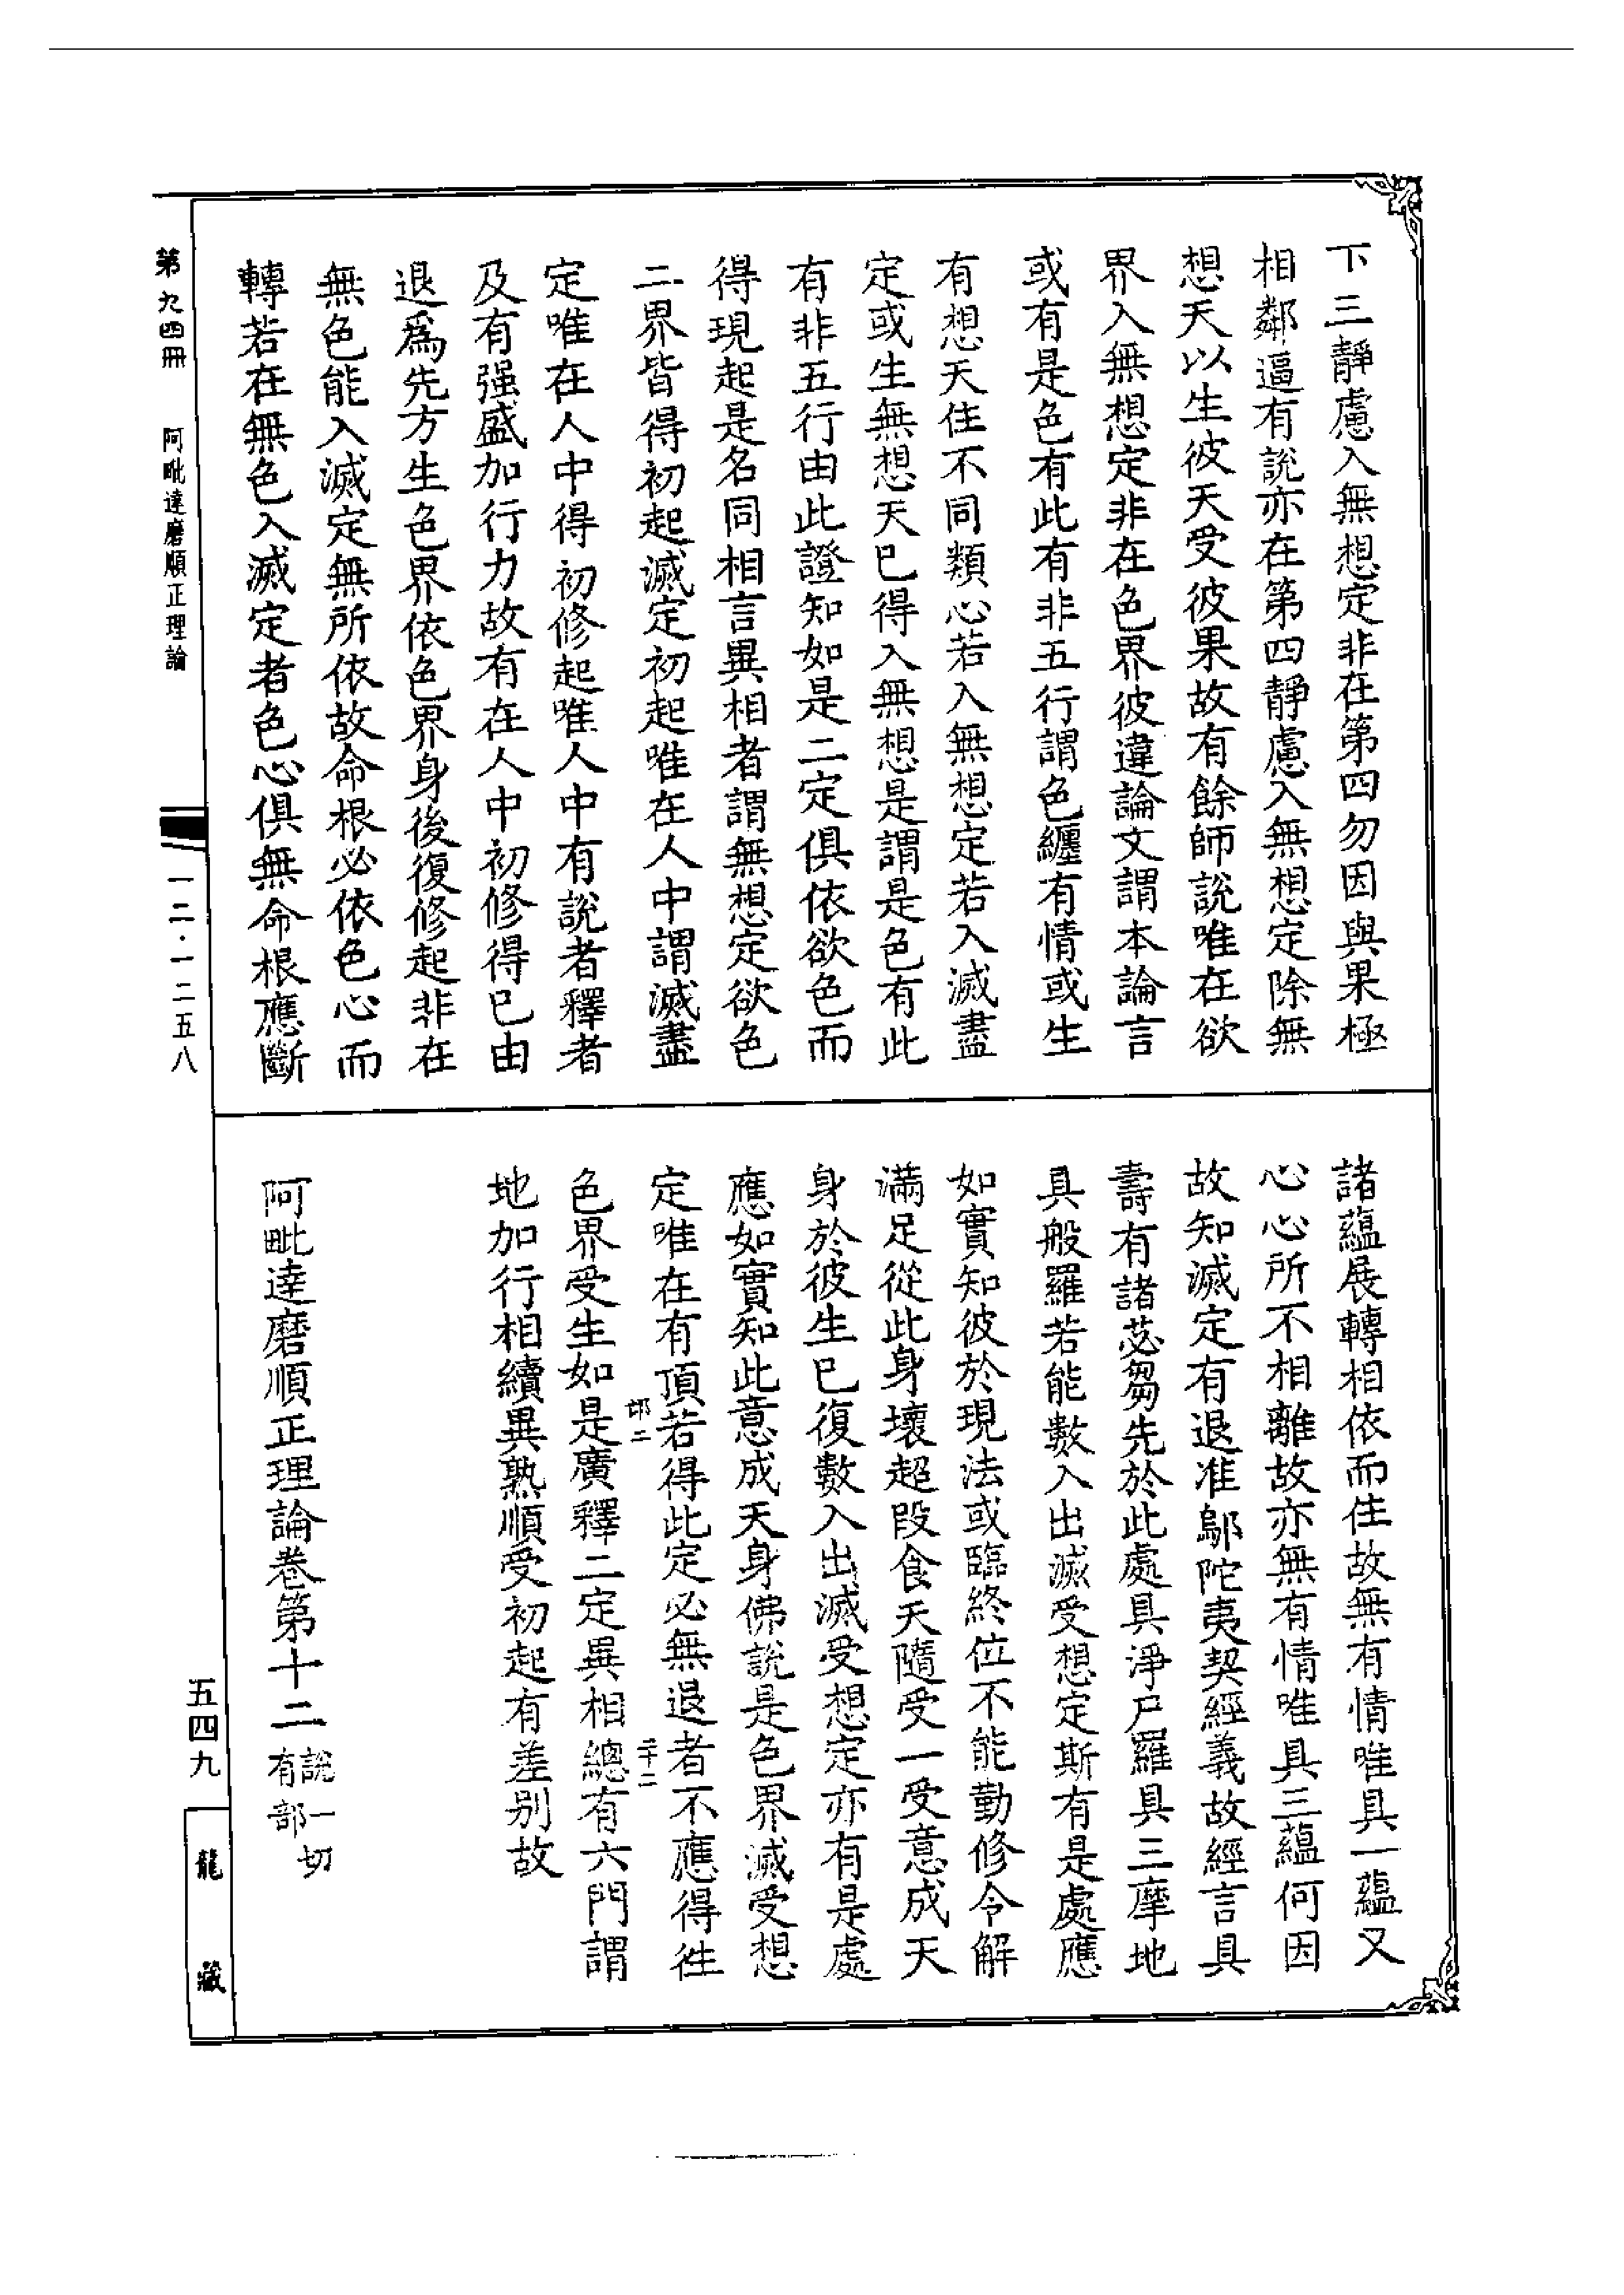 下三靜慮入無想定非在第四勿因與果極
相鄰逼有說亦在第四靜慮入無想定除無
想天以生彼天受彼果故有餘師說唯在欲
界入無想定非在色界彼違論文謂本論言
或有是色有此有非五行謂色纏有情或生
有想天住不同類心若入無想定若入滅盡
定或生無想天已得入無想是謂是色有此
有非五行由此證知如是二定俱依欲色而
得現起是名同相言異相者謂無想定欲色
二界皆得初起滅定初起唯在人中謂滅盡
定唯在人中得初修起唯人中有說者釋者
及有强盛加行力故有在人中初修得已由
退爲先方生色界依色界身後復修起非在
無色能入滅定無所依故命根必依色心而
轉若在無色入滅定者色心俱無命根應斷
諸蘊展轉相依而住故無有情唯具一蘊又
心心所不相離故亦無有情唯具三蘊何因
故知滅定有退准鄔陀夷契經義故經言具
壽有諸苾芻先於此處具淨尸羅具三摩地
具般羅若能數入出滅受想定斯有是處應
如實知彼於現法或臨終位不能勤修令解
滿足從此身壞超段食天隨受一受意成天
身於彼生已復數入出滅受想定亦有是處
應如實知此意成天身佛說是色界滅受想
定唯在有頂若得此定必無退者不應得徃
色界受生如是廣釋二定異相總有六門謂
地加行相續異熟順受初起有差別故
阿毗達磨順正理論卷第十二 說一切有部
第九四冊 阿毗達磨順正理論
一二·一二五八
五四九
龍藏